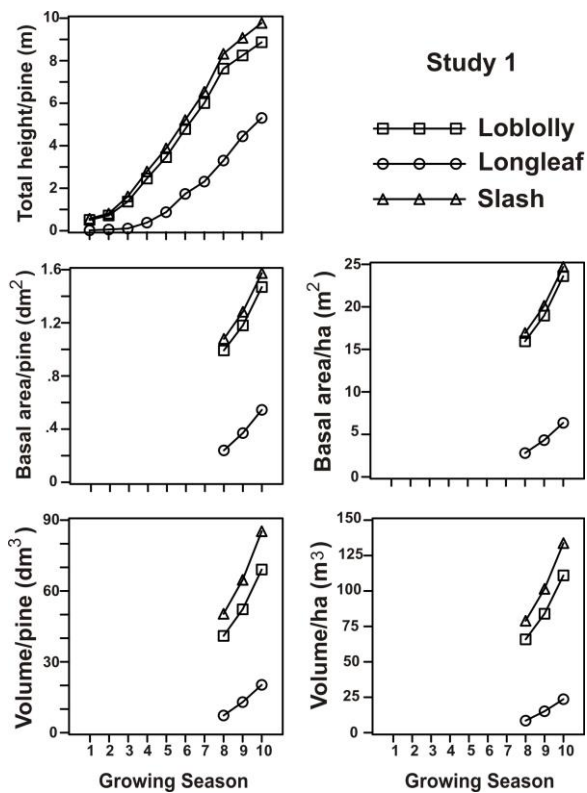 Study 1
Loblolly
Longleaf
Slash
Total height/pine (m)
10
8
6
4
2
0
Basal area/pine (dm²)
1.6
1.2
.8
.4
0
Basal area/ha (m²)
25
20
15
10
5
0
Volume/pine (dm³)
90
60
30
0
1 2 3 4 5 6 7 8 9 10
Growing Season
Volume/ha (m³)
150
125
100
75
50
25
0
1 2 3 4 5 6 7 8 9 10
Growing Season